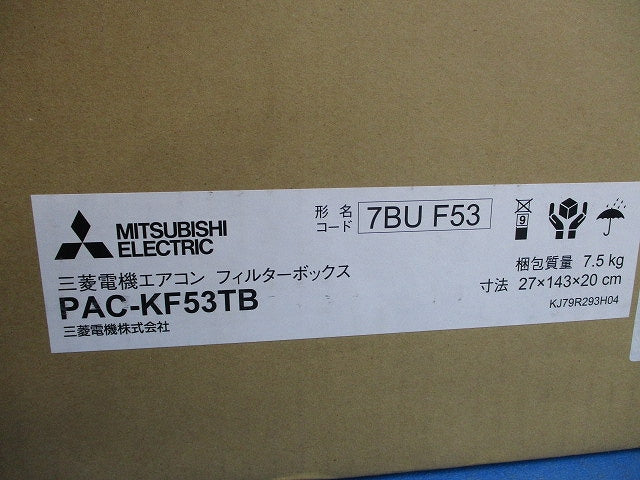 MITSUBISHI
ELECTRIC
形名
コード
7BU F53
9
三菱電機エアコン フィルターボックス
PAC-KF53TB
三菱電機株式会社
梱包質量 7.5 kg
寸法 27×143×20 cm
KJ79R293H04